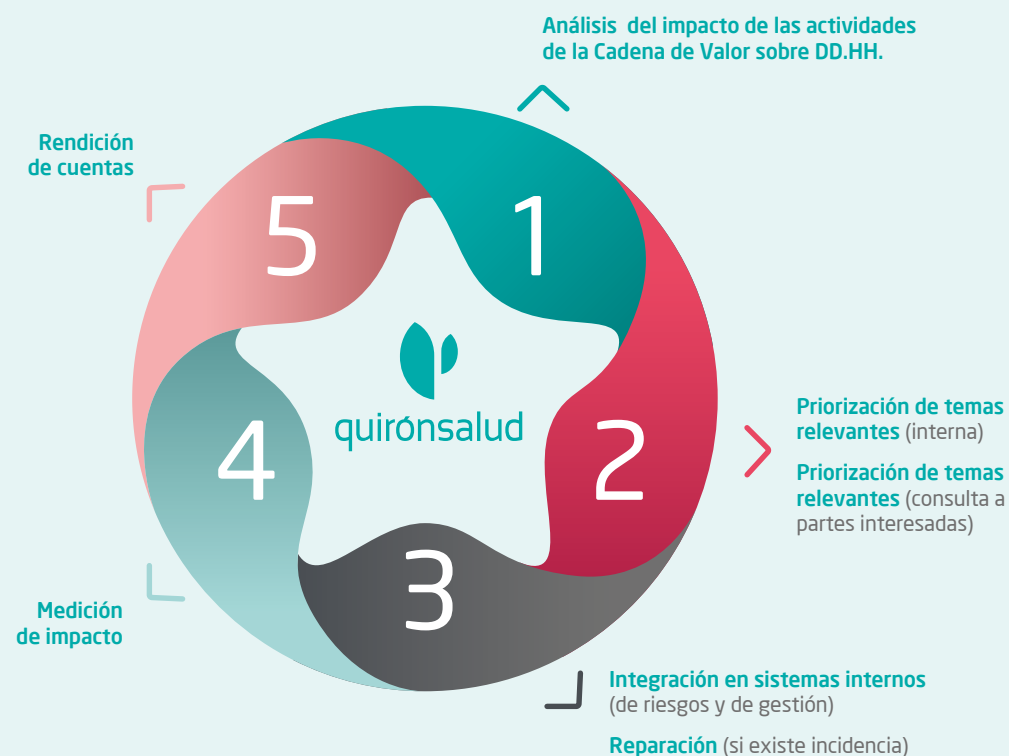 Análisis del impacto de las actividades
de la Cadena de Valor sobre DD.HH.
Rendición
de cuentas
5
1
quirónsalud
4
2
3
Priorización de temas
relevantes (interna)
Priorización de temas
relevantes (consulta a
partes interesadas)
Medición
de impacto
Integración en sistemas internos
(de riesgos y de gestión)
Reparación (si existe incidencia)